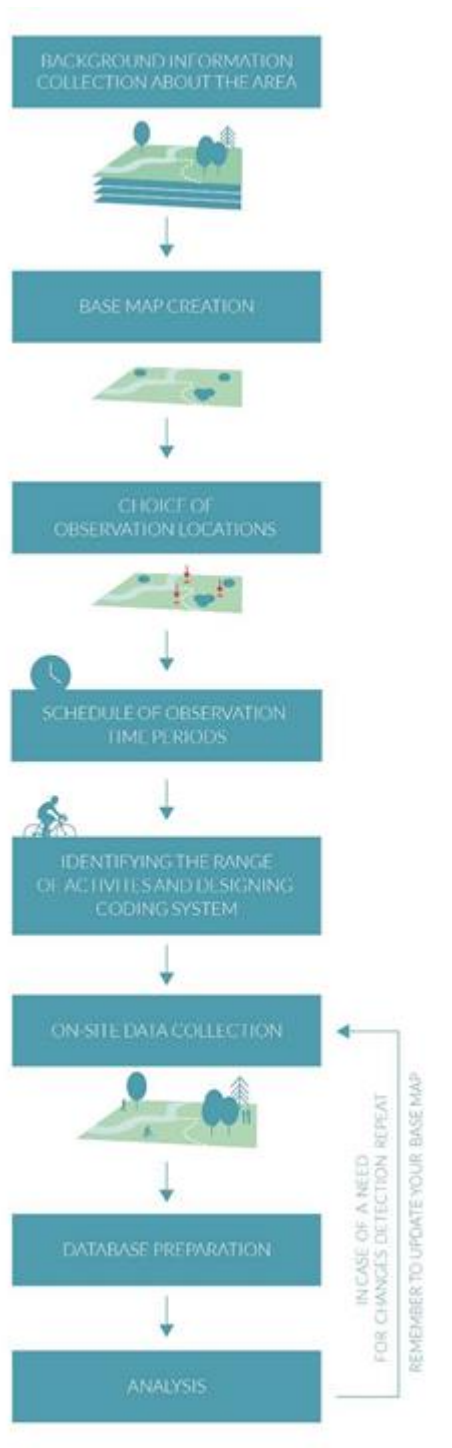 BACKGROUND INFORMATION
COLLECTION ABOUT THE AREA
BASE MAP CREATION
CHOICE OF
OBSERVATION LOCATIONS
SCHEDULE OF OBSERVATION
TIME PERIODS
IDENTIFYING THE RANGE
OF ACTIVITES AND DESIGNING
CODING SYSTEM
ON-SITE DATA COLLECTION
DATABASE PREPARATION
ANALYSIS
IN CASE OF A NEED
FOR CHANGES DETECTION REPEAT
REMEMBER TO UPDATE YOUR BASE MAP